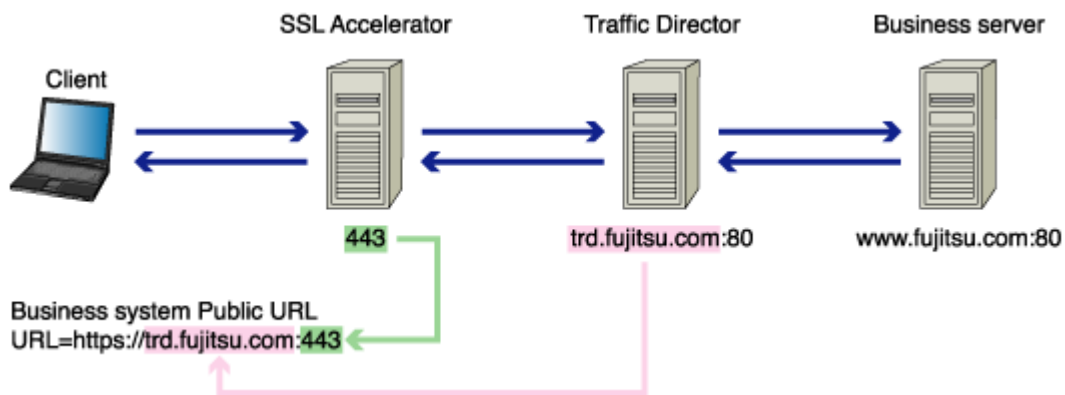 SSL Accelerator
Traffic Director
Business server
Client
443
trd.fujitsu.com:80
www.fujitsu.com:80
Business system Public URL
URL=https://trd.fujitsu.com:443